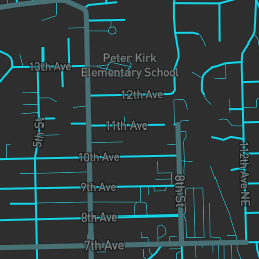 Peter Kirk
Elementary School
13th Ave
12th Ave
11th Ave
5th St
10th Ave
9th Ave
8th St
112th Ave NE
8th Ave
7th Ave